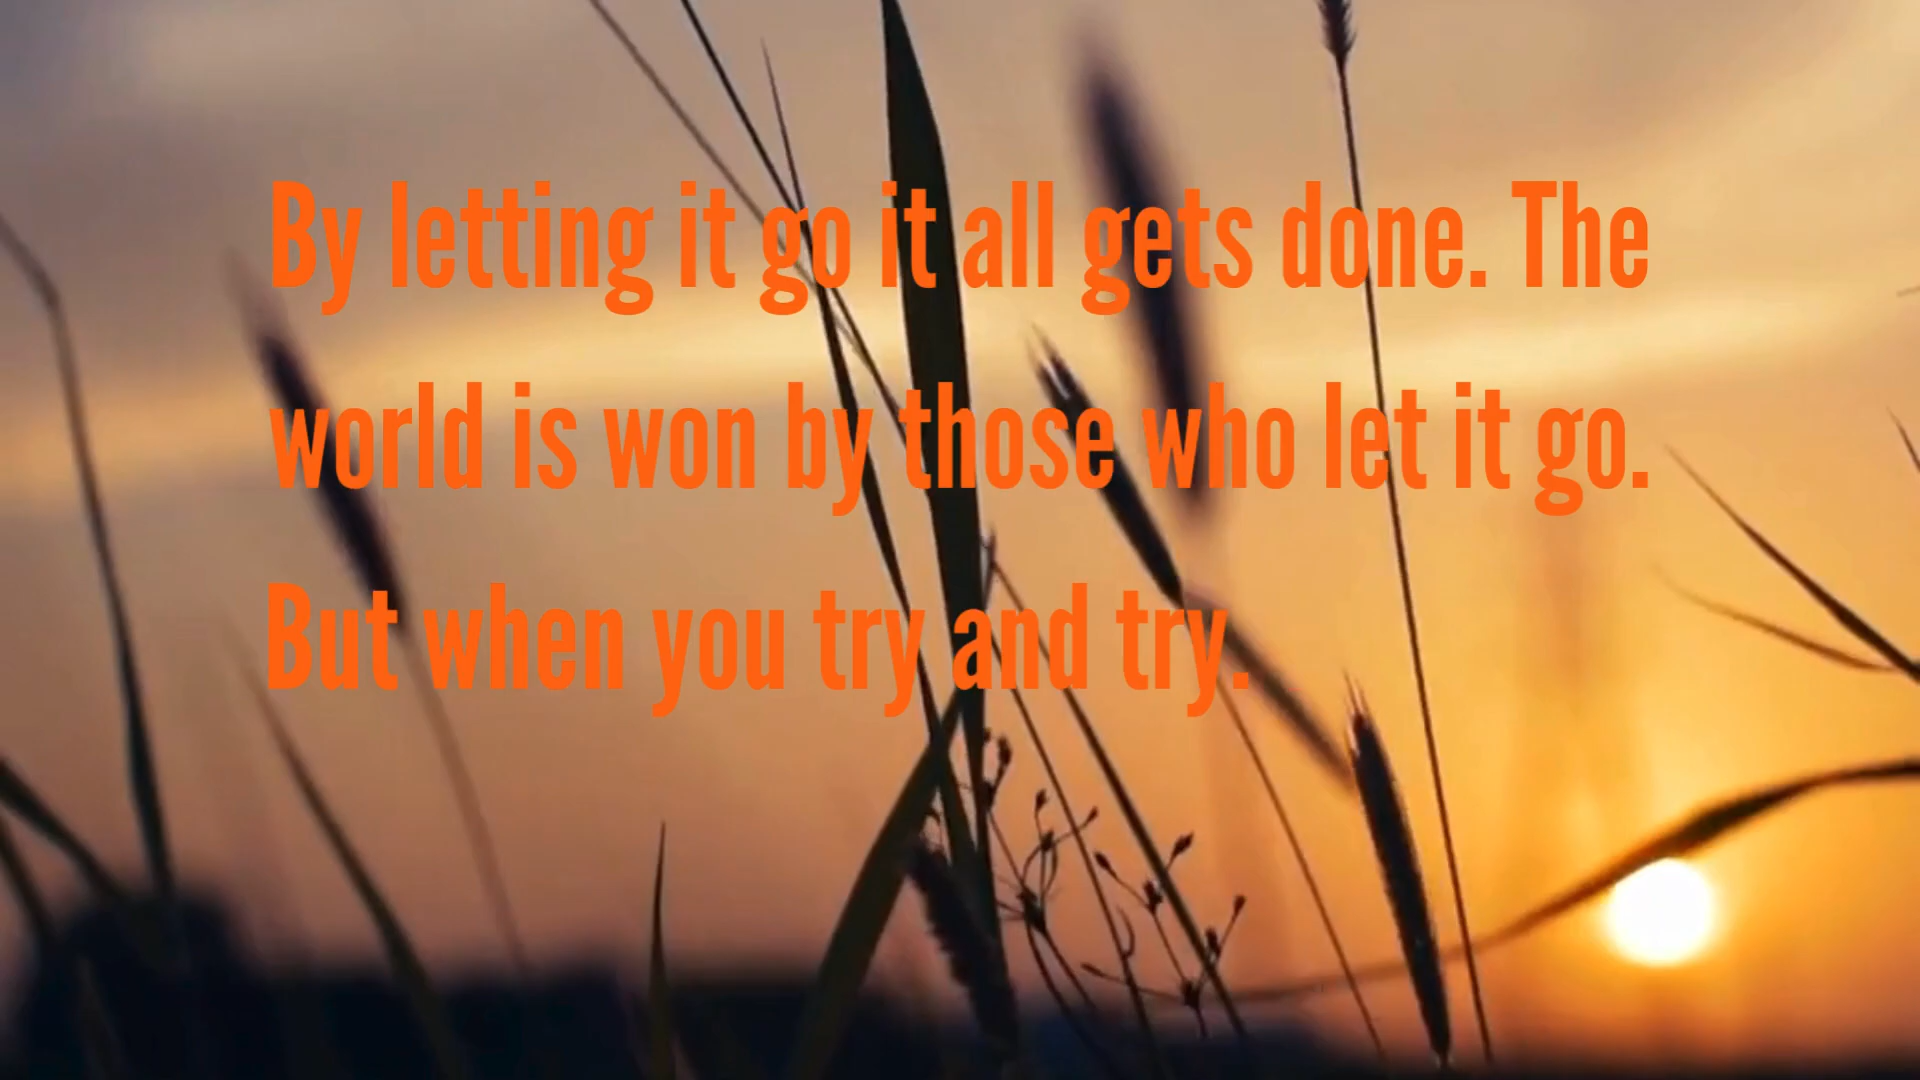 By letting it go it all gets done. The
world is won by those who let it go.
But when you try and try.